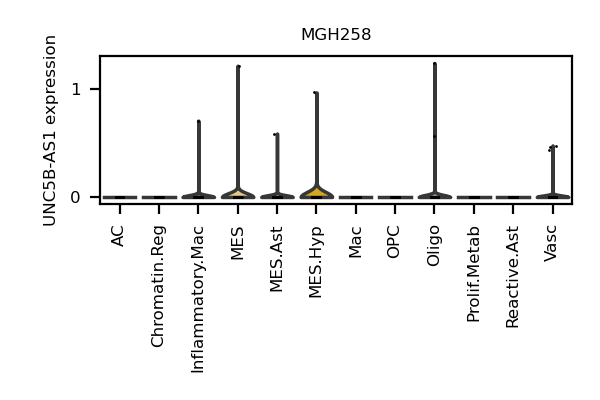 MGH258
UNC5B-AS1 expression
1
0
AC
Chromatin.Reg
Inflammatory.Mac
MES
MES.Ast
MES.Hyp
Mac
OPC
Oligo
Prolif.Metab
Reactive.Ast
Vasc